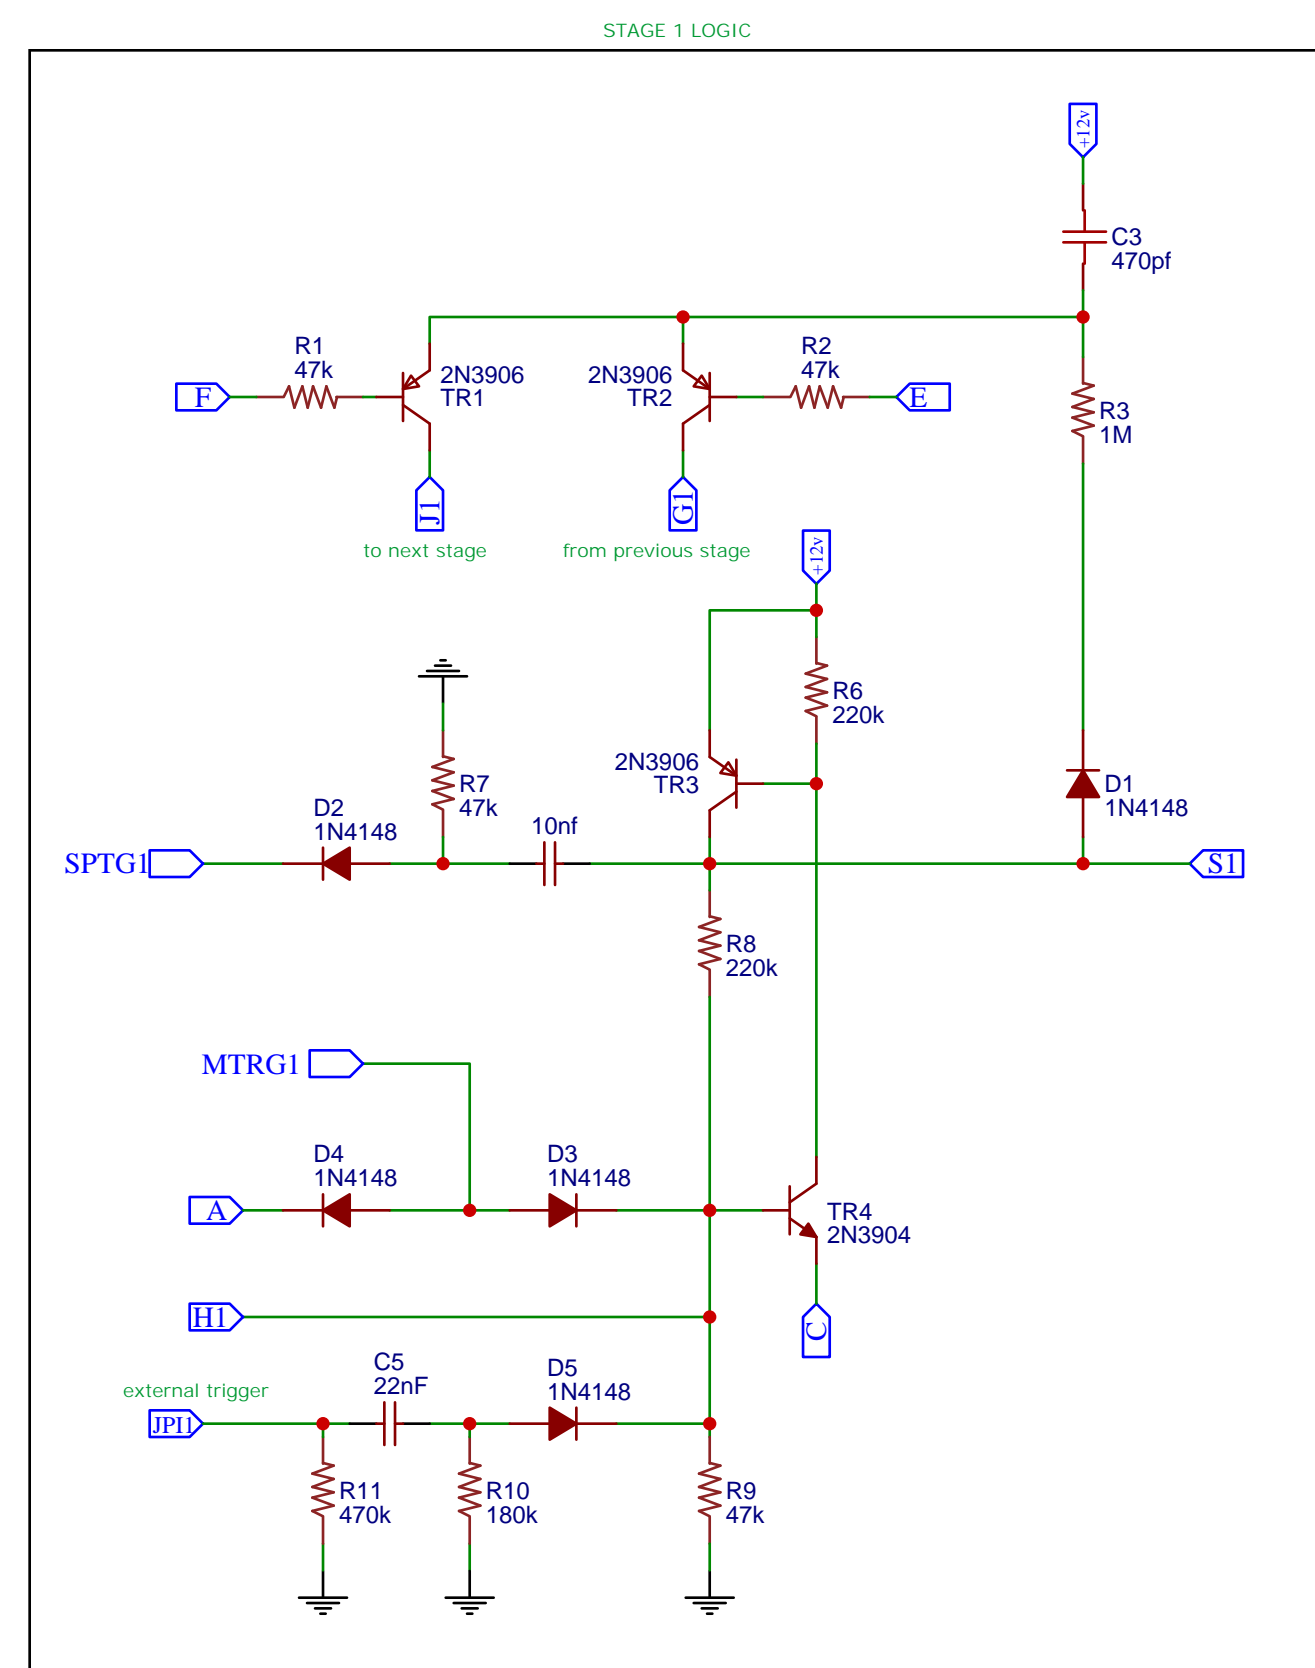 STAGE 1 LOGIC
+12v
C3
470pf
R1
47k
2N3906
TR1
2N3906
TR2
R2
47k
F
E
R3
1M
J1
G1
to next stage
from previous stage
+12v
R6
220k
2N3906
TR3
R7
47k
D1
1N4148
D2
1N4148
10nf
SPTG1
S1
R8
220k
MTRG1
D4
1N4148
D3
1N4148
A
TR4
2N3904
H1
C
C5
22nF
D5
1N4148
external trigger
JPI1
R11
470k
R10
180k
R9
47k